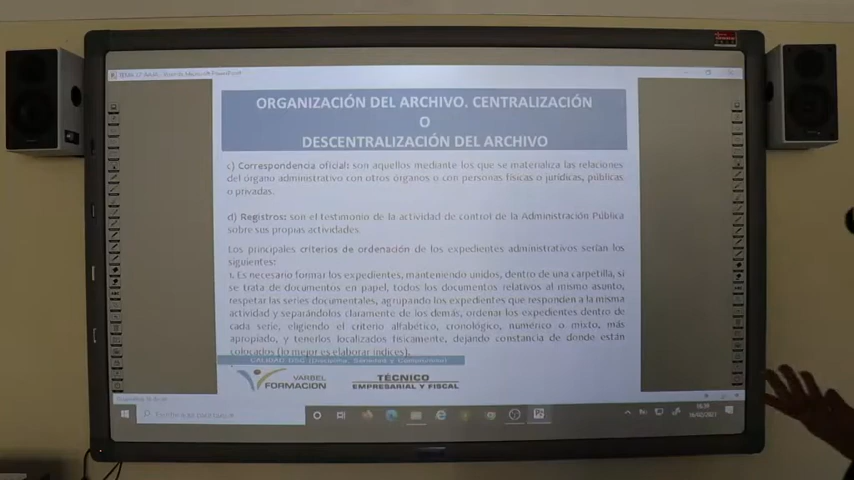 ORGANIZACIÓN DEL ARCHIVO. CENTRALIZACIÓN
O
DESCENTRALIZACIÓN DEL ARCHIVO
c) Correspondencia oficial: son aquellos mediante los que se materializa las relaciones
del órgano administrativo con otros órganos o con personas físicas o jurídicas, públicas
o privadas.
d) Registros: son el testimonio de la actividad de control de la Administración Pública
sobre sus propias actividades
Los principales criterios de ordenación de los expedientes administrativos serían los
siguientes:
1. Es necesario formar los expedientes, manteniendo unidos, dentro de una carpetilla, si
se trata de documentos en papel, todos los documentos relativos al mismo asunto,
respetar las series documentales, agrupando los expedientes que responden a la misma
actividad y separándolos claramente de los demás, ordenar los expedientes dentro de
cada serie, eligiendo el criterio alfabético, cronológico, numérico o mixto, más
apropiado, y tenerlos localizados físicamente, dejando constancia de donde están
colocados (lo mejor es elaborar índices).
VARBEL
FORMACIÓN
TÉCNICO
EMPRESARIAL Y FISCAL